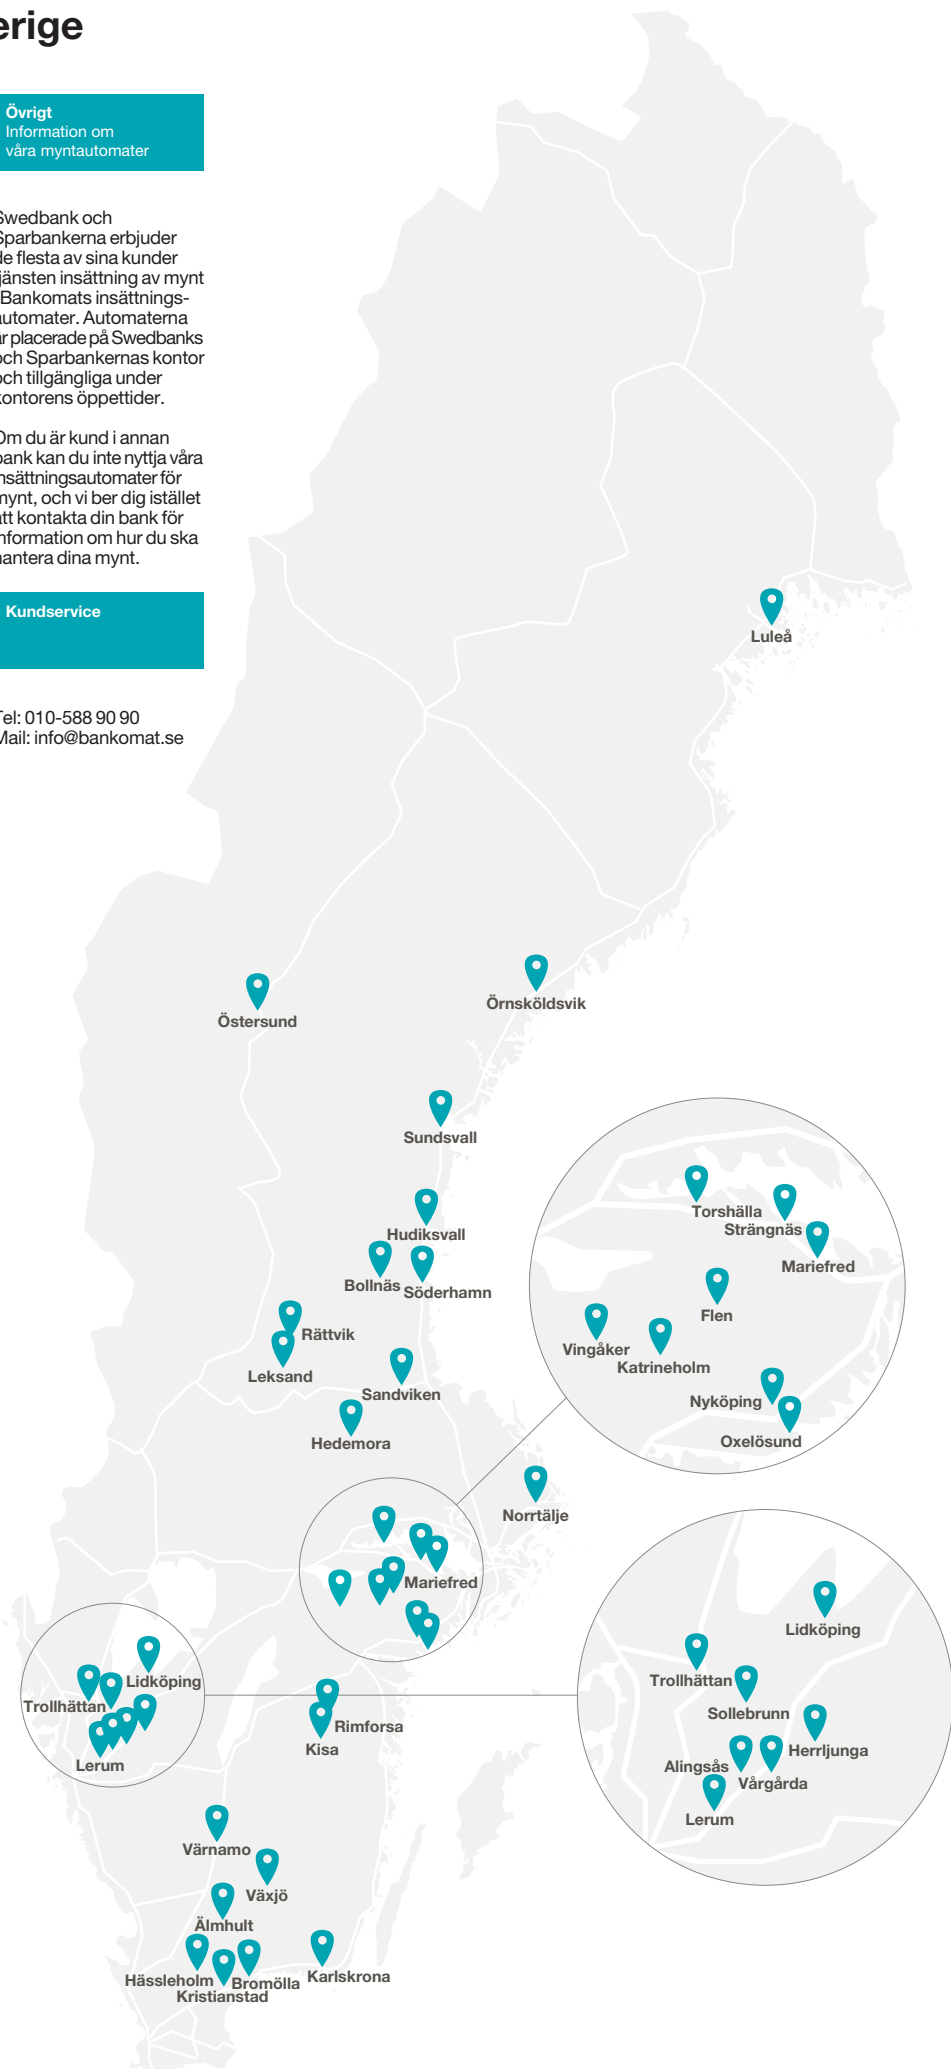 erige
Övrigt
Information om
våra myntautomater
Swedbank och
Sparbankerna erbjuder
de flesta av sina kunder
tjänsten insättning av mynt
Bankomats insättnings-
automater. Automaterna
är placerade på Swedbanks
och Sparbankernas kontor
och tillgängliga under
kontorens öppettider.
Om du är kund i annan
bank kan du inte nyttja våra
insättningsautomater för
mynt, och vi ber dig istället
att kontakta din bank för
information om hur du ska
hantera dina mynt.
Kundservice
Tel: 010-588 90 90
Mail: info@bankomat.se
Luleå
Örnsköldsvik
Östersund
Sundsvall
Hudiksvall
Bollnäs
Söderhamn
Rättvik
Leksand
Sandviken
Hedemora
Norrtälje
Mariefred
Torshälla
Strängnäs
Mariefred
Flen
Vingåker
Katrineholm
Nyköping
Oxelösund
Lidköping
Trollhättan
Lerum
Lidköping
Trollhättan
Sollebrunn
Herrljunga
Alingsås
Vårgårda
Lerum
Rimforsa
Kisa
Värnamo
Växjö
Älmhult
Hässleholm
Bromölla
Kristianstad
Karlskrona